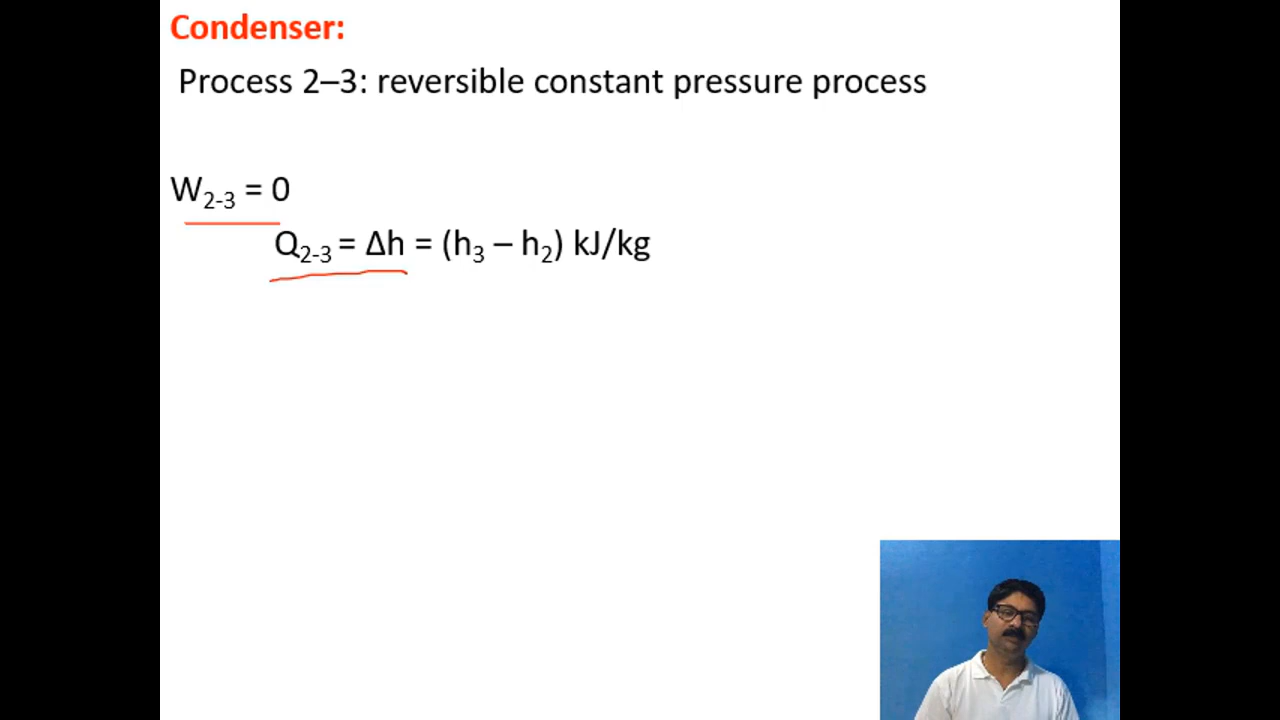 Condenser:
Process 2–3: reversible constant pressure process
W₂₋₃ = 0
Q₂₋₃ = Δh = (h₃ – h₂) kJ/kg